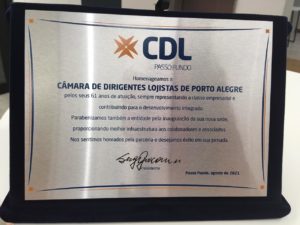 CDL
PASSO FUNDO
Homenageamos a
CÂMARA DE DIRIGENTES LOJISTAS DE PORTO ALEGRE
pelos seus 61 anos de atuação, sempre representando a classe empresarial e
contribuindo para o desenvolvimento integrado.
Parabenizamos também a entidade pela inauguração da sua nova sede,
proporcionando melhor infraestrutura aos colaboradores e associados.
Nos sentimos honrados pela parceria e desejamos êxito em sua jornada.
Passo Fundo, agosto de 2021